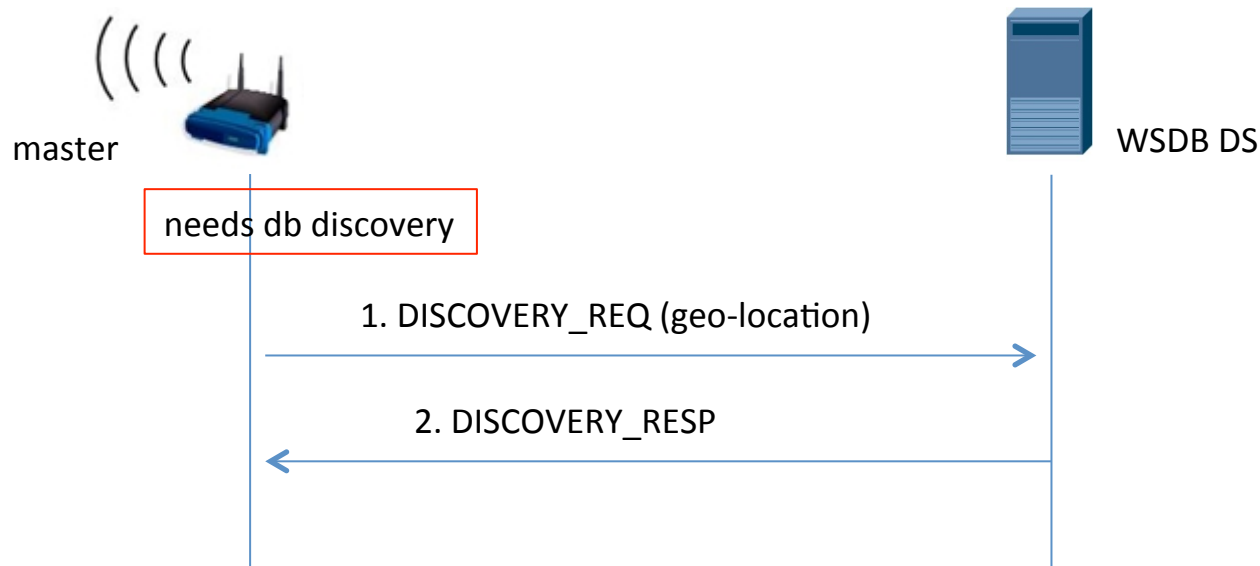 master
WSDB DS
needs db discovery
1. DISCOVERY_REQ (geo-location)
2. DISCOVERY_RESP